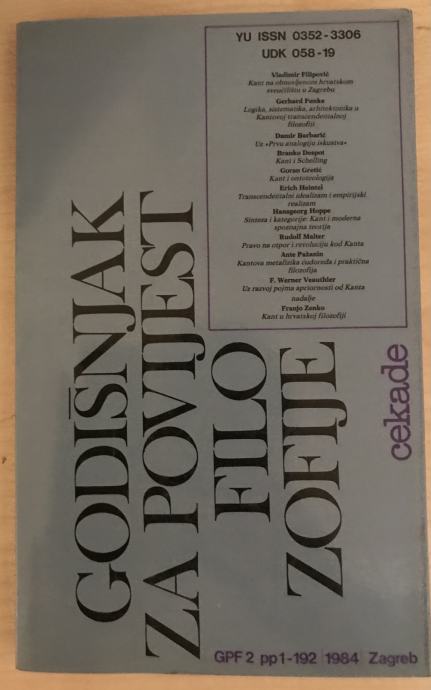 YU ISSN 0352-3306
UDK 058-19
Vladimir Filipović
Kant na obnovljenom hrvatskom
sveučilištu u Zagrebu
Gerhard Funke
Logika, sistematika, arhitektonika u
Kantovoj transcendentalnoj
filozofiji
Damir Barbarić
Uz »Prvu analogiju iskustva«
Branko Despot
Kant i Schelling
Goran Gretić
Kant i ontoteologija
Erich Heintel
Transcendentalni idealizam i empirijski
realizam
Hansgeorg Hoppe
Sinteza i kategorije: Kant i moderna
spoznajna teorija
Rudolf Malter
Pravo na otpor i revoluciju kod Kanta
Ante Pažanin
Kantova metafizika ćudoređa i praktična
filozofija
F. Werner Veauthier
Uz razvoj pojma apriornosti od Kanta
nadalje
Franjo Zenko
Kant u hrvatskoj filozofiji
GODIŠNJAK
ZA POVIJEST
FILO
ZOFIJE
cekade
GPF 2 pp 1-192 1984 Zagreb